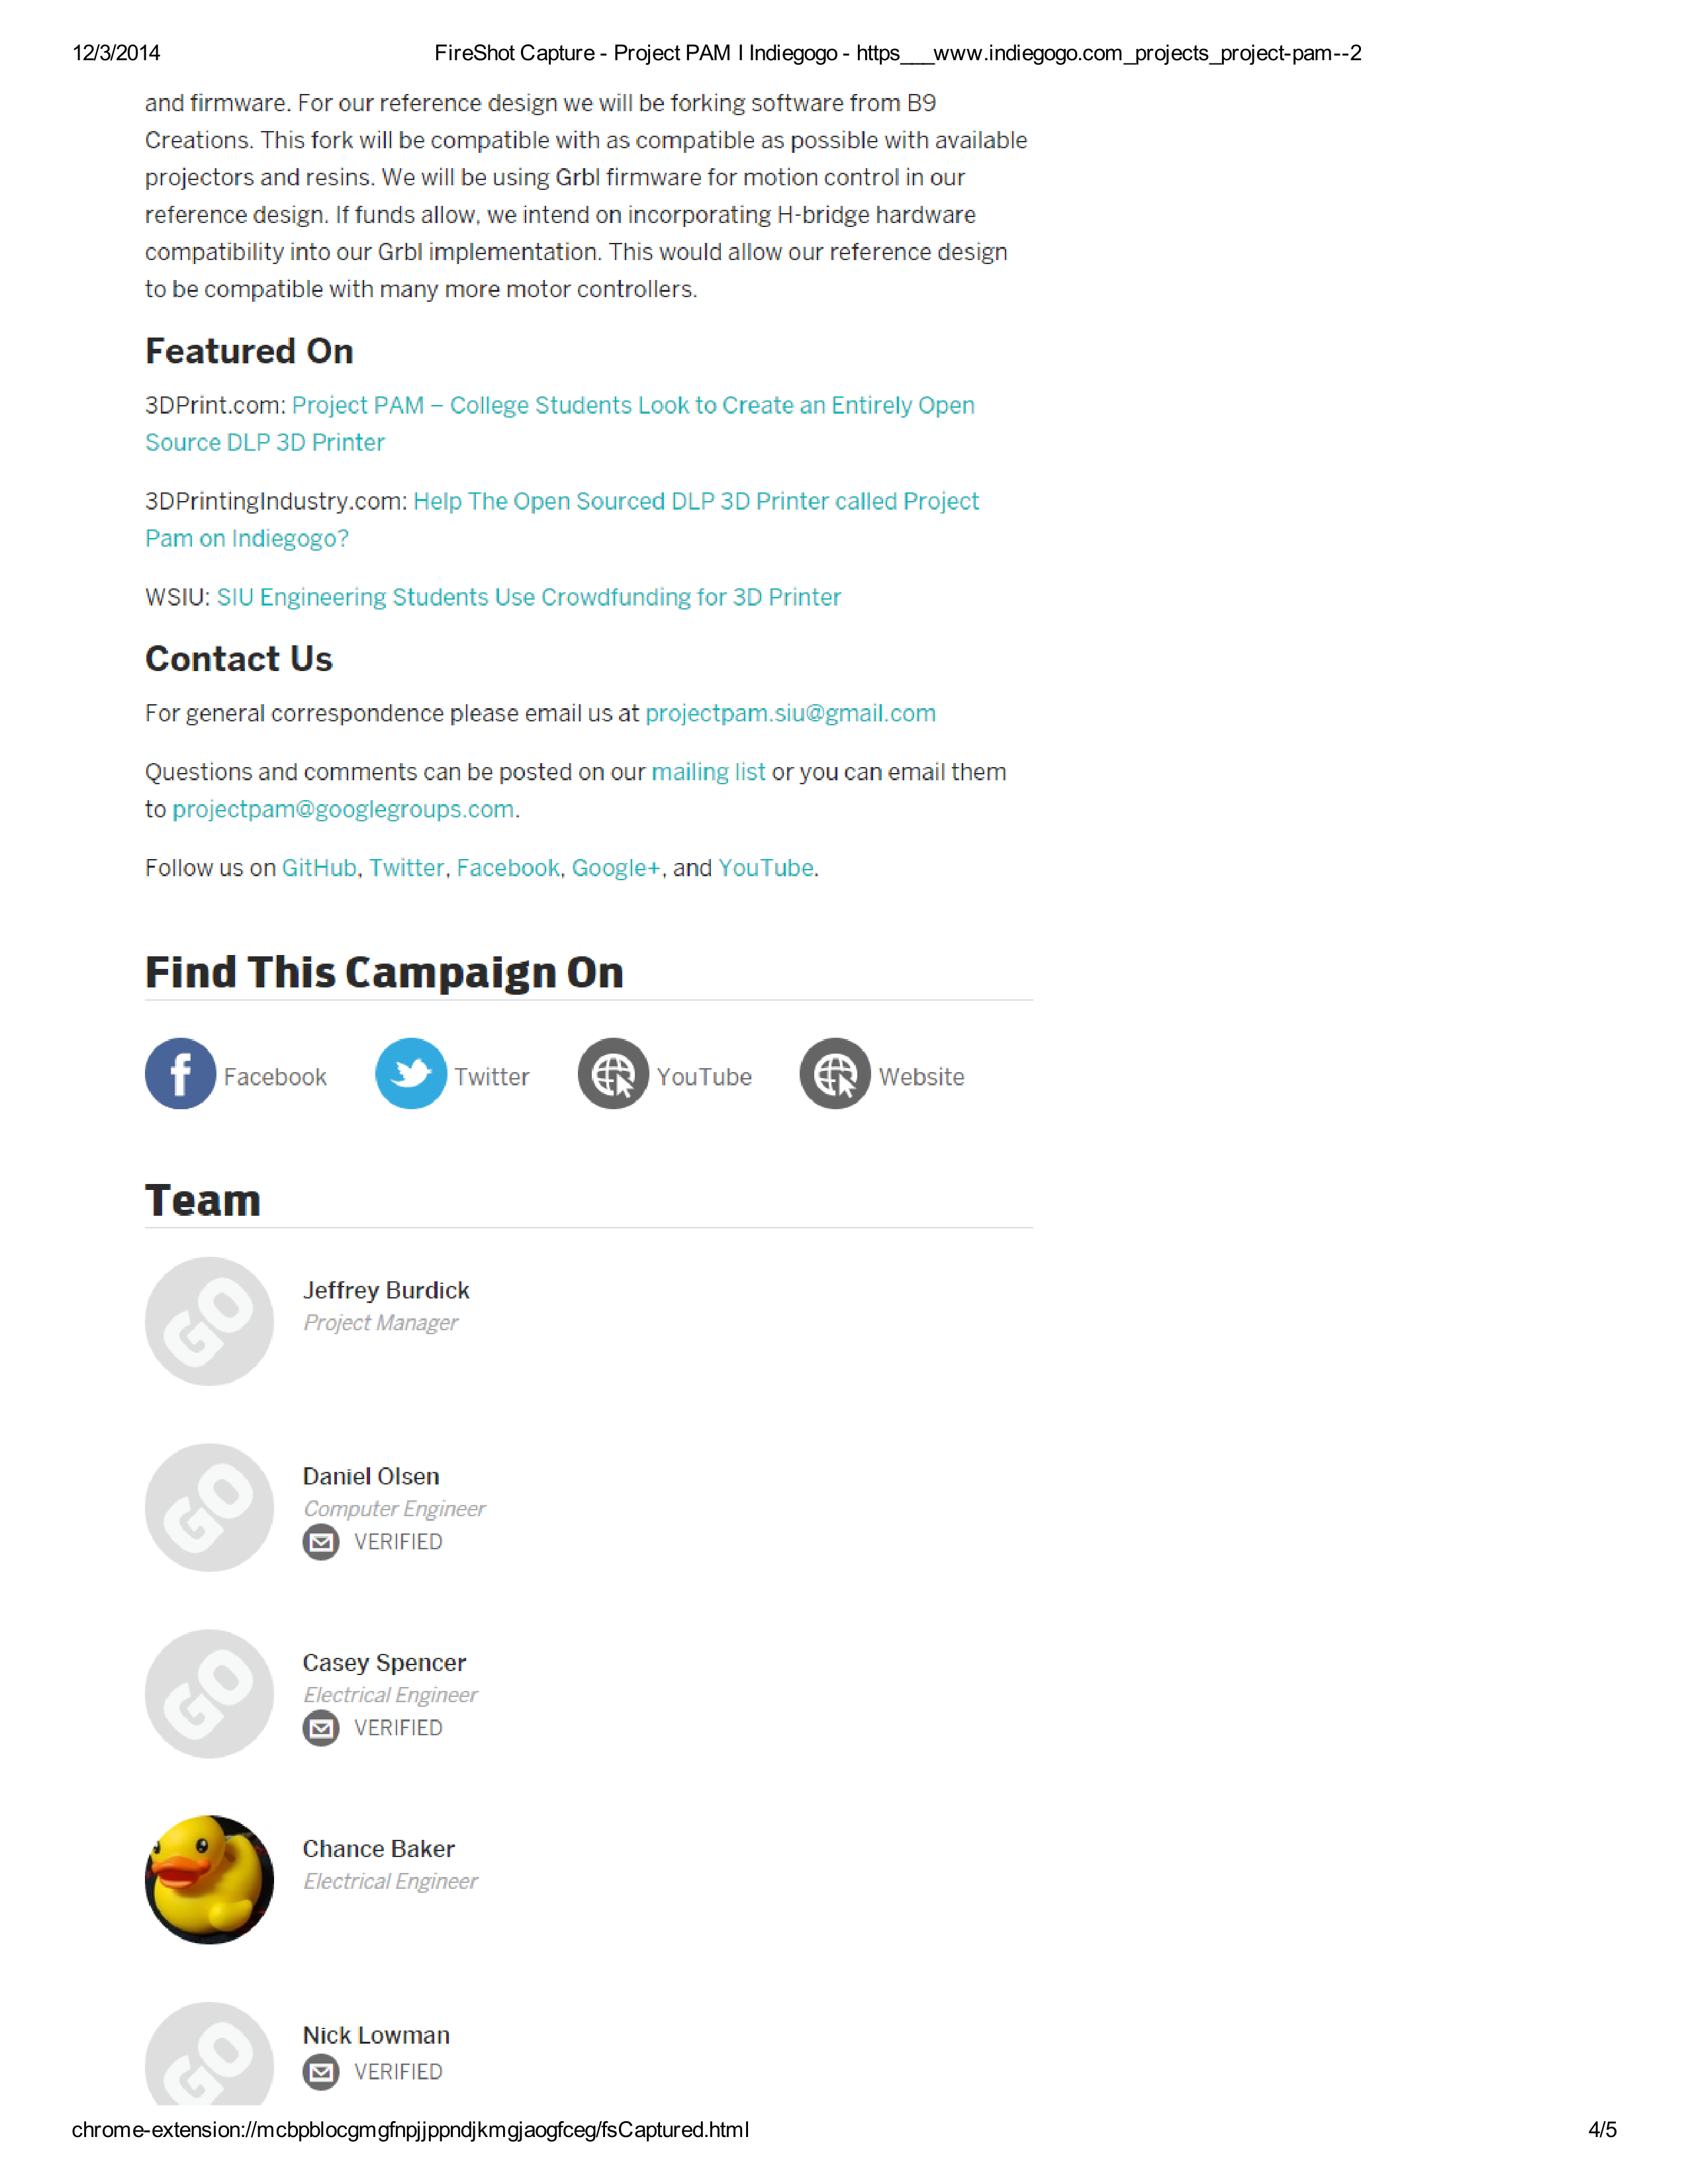 12/3/2014 FireShot Capture - Project PAM I Indiegogo - https___www.indiegogo.com_projects_project-pam--2
and firmware. For our reference design we will be forking software from B9
Creations. This fork will be compatible with as compatible as possible with available
projectors and resins. We will be using Grbl firmware for motion control in our
reference design. If funds allow, we intend on incorporating H-bridge hardware
compatibility into our Grbl implementation. This would allow our reference design
to be compatible with many more motor controllers.
Featured On
3DPrint.com: Project PAM – College Students Look to Create an Entirely Open
Source DLP 3D Printer
3DPrintingIndustry.com: Help The Open Sourced DLP 3D Printer called Project
Pam on Indiegogo?
WSIU: SIU Engineering Students Use Crowdfunding for 3D Printer
Contact Us
For general correspondence please email us at projectpam.siu@gmail.com
Questions and comments can be posted on our mailing list or you can email them
to projectpam@googlegroups.com.
Follow us on GitHub, Twitter, Facebook, Google+, and YouTube.
Find This Campaign On
f Facebook Twitter YouTube Website
Team
GO
Jeffrey Burdick
Project Manager
GO
Daniel Olsen
Computer Engineer
VERIFIED
GO
Casey Spencer
Electrical Engineer
VERIFIED
Chance Baker
Electrical Engineer
GO
Nick Lowman
VERIFIED
chrome-extension://mcbpblocgmgfnpjjppndjkmgjaogfceg/fsCaptured.html 4/5